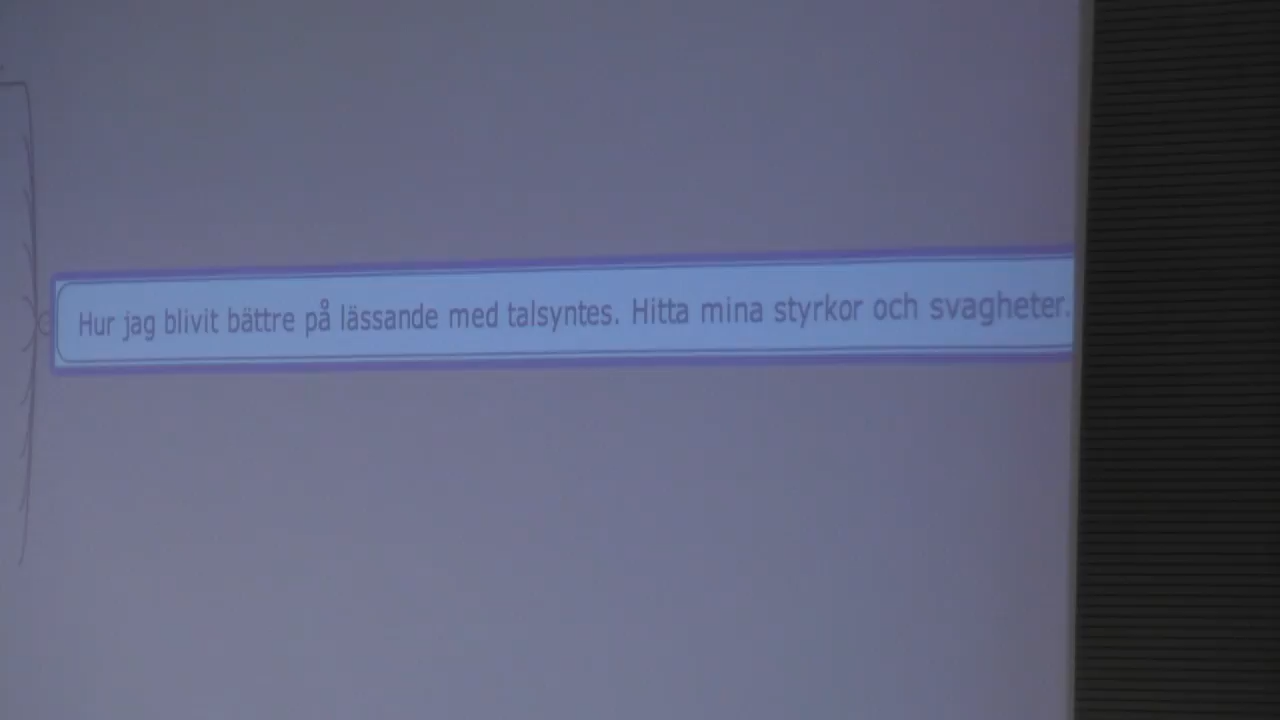 Hur jag blivit bättre på lässande med talsyntes. Hitta mina styrkor och svagheter.